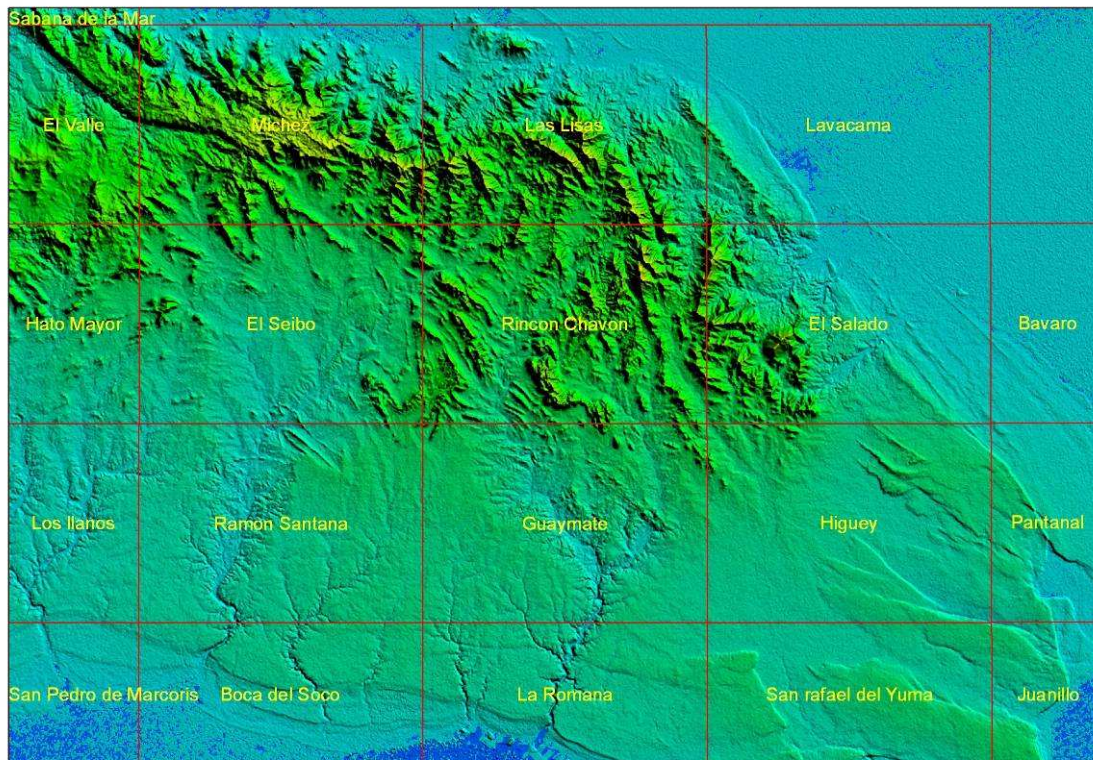 Sabana de la Mar
El Valle
Michez
Las Lisas
Lavacama
Hato Mayor
El Seibo
Rincon Chavon
El Salado
Bavaro
Los llanos
Ramon Santana
Guaymate
Higuey
Pantanal
San Pedro de Marcoris
Boca del Soco
La Romana
San rafael del Yuma
Juanillo